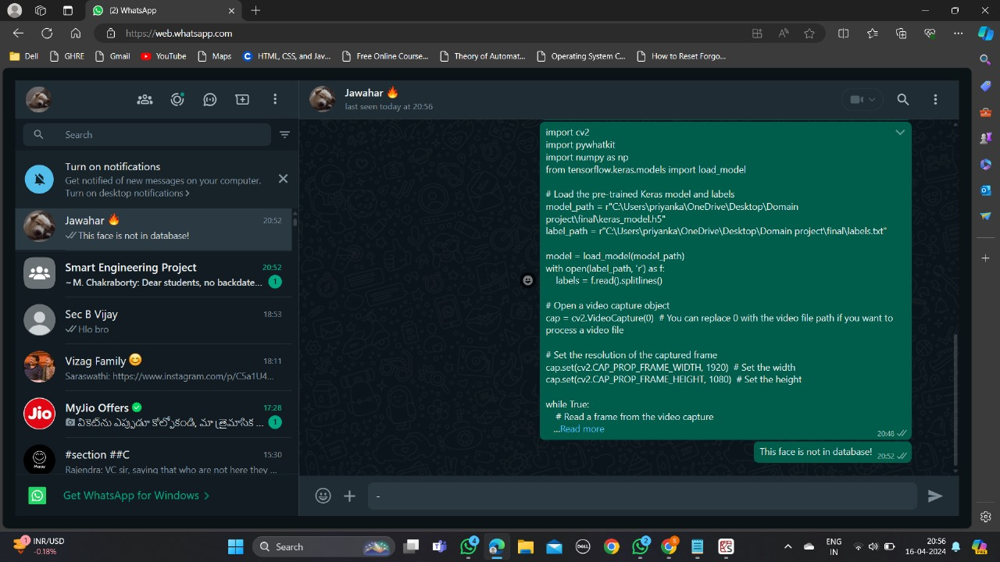 (2) WhatsApp
https://web.whatsapp.com
Dell
GHRE
Gmail
YouTube
Maps
HTML, CSS, and Jav...
Free Online Course...
Theory of Automat...
Operating System C...
How to Reset Forgo...
Search
Turn on notifications
Get notified of new messages on your computer.
Turn on desktop notifications >
Jawahar 🔥 20:52
This face is not in database!
Smart Engineering Project 20:52
~ M. Chakraborty: Dear students, no backdate... 1
Sec B Vijay 18:53
Hlo bro
Vizag Family 😊 18:11
Saraswathi: https://www.instagram.com/p/C5a1U4...
Jio
MyJio Offers 17:28
వికెట్‌ను ఎప్పుడూ కోల్పోకండి, మా త్రైమాసిక ... 1
#section ##C 15:30
Rajendra: VC sir, saying that who are not here they ...
Get WhatsApp for Windows >
Jawahar 🔥
last seen today at 20:56
import cv2
import pywhatkit
import numpy as np
from tensorflow.keras.models import load_model
# Load the pre-trained Keras model and labels
model_path = r"C:\Users\priyanka\OneDrive\Desktop\Domain
project\final\keras_model.h5"
label_path = r"C:\Users\priyanka\OneDrive\Desktop\Domain project\final\labels.txt"
model = load_model(model_path)
with open(label_path, 'r') as f:
labels = f.read().splitlines()
# Open a video capture object
cap = cv2.VideoCapture(0) # You can replace 0 with the video file path if you want to
process a video file
# Set the resolution of the captured frame
cap.set(cv2.CAP_PROP_FRAME_WIDTH, 1920) # Set the width
cap.set(cv2.CAP_PROP_FRAME_HEIGHT, 1080) # Set the height
while True:
# Read a frame from the video capture
...Read more
20:48
This face is not in database! 20:52
-
1
INR/USD
-0.18%
Search
4
DELL
2
8
KS
ENG
IN
20:56
16-04-2024
PRE